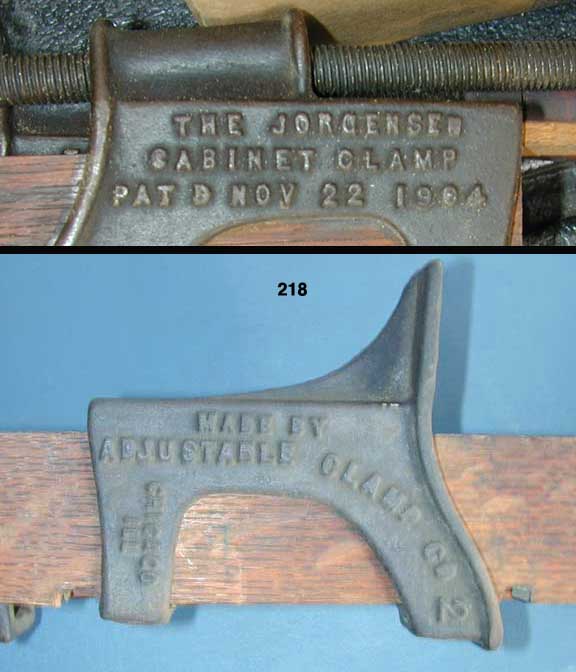 THE JORGENSEN
CABINET CLAMP
PAT'D NOV 22 1904
218
MADE BY
ADJUSTABLE CLAMP CO
CHICAGO
ILL
2